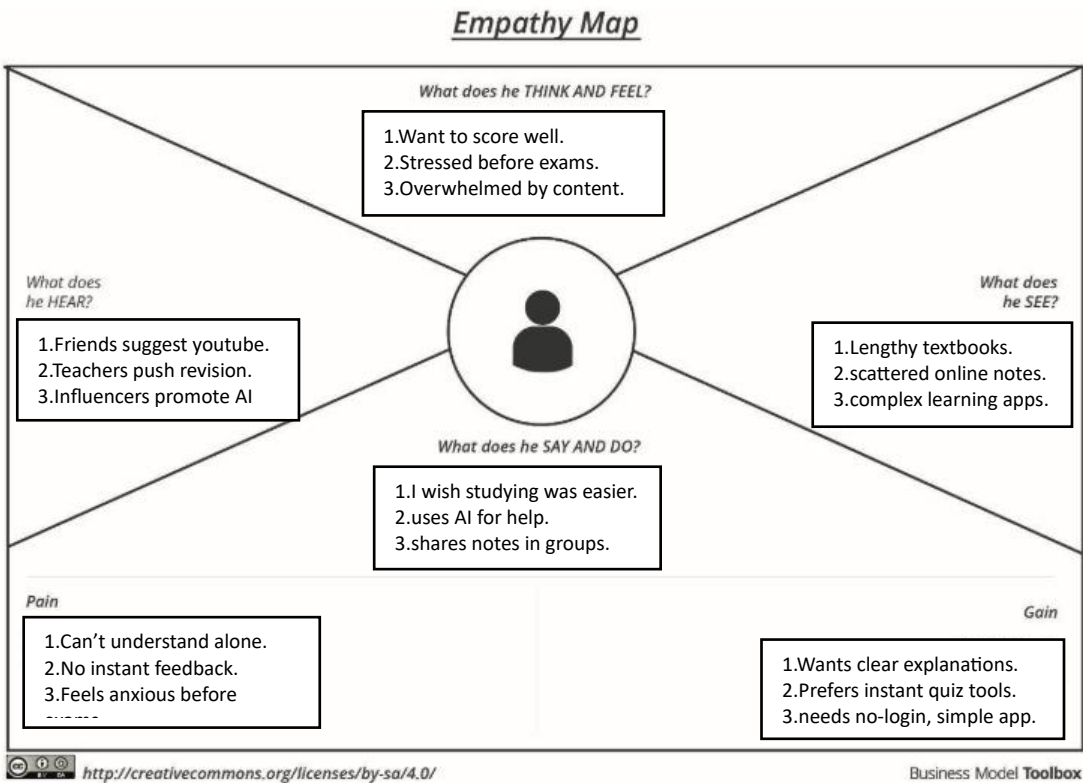 Empathy Map
What does he THINK AND FEEL?
1.Want to score well.
2.Stressed before exams.
3.Overwhelmed by content.
What does
he HEAR?
1.Friends suggest youtube.
2.Teachers push revision.
3.Influencers promote AI
What does
he SEE?
1.Lengthy textbooks.
2.scattered online notes.
3.complex learning apps.
What does he SAY AND DO?
1.I wish studying was easier.
2.uses AI for help.
3.shares notes in groups.
Pain
1.Can’t understand alone.
2.No instant feedback.
3.Feels anxious before
Gain
1.Wants clear explanations.
2.Prefers instant quiz tools.
3.needs no-login, simple app.
http://creativecommons.org/licenses/by-sa/4.0/
Business Model Toolbox